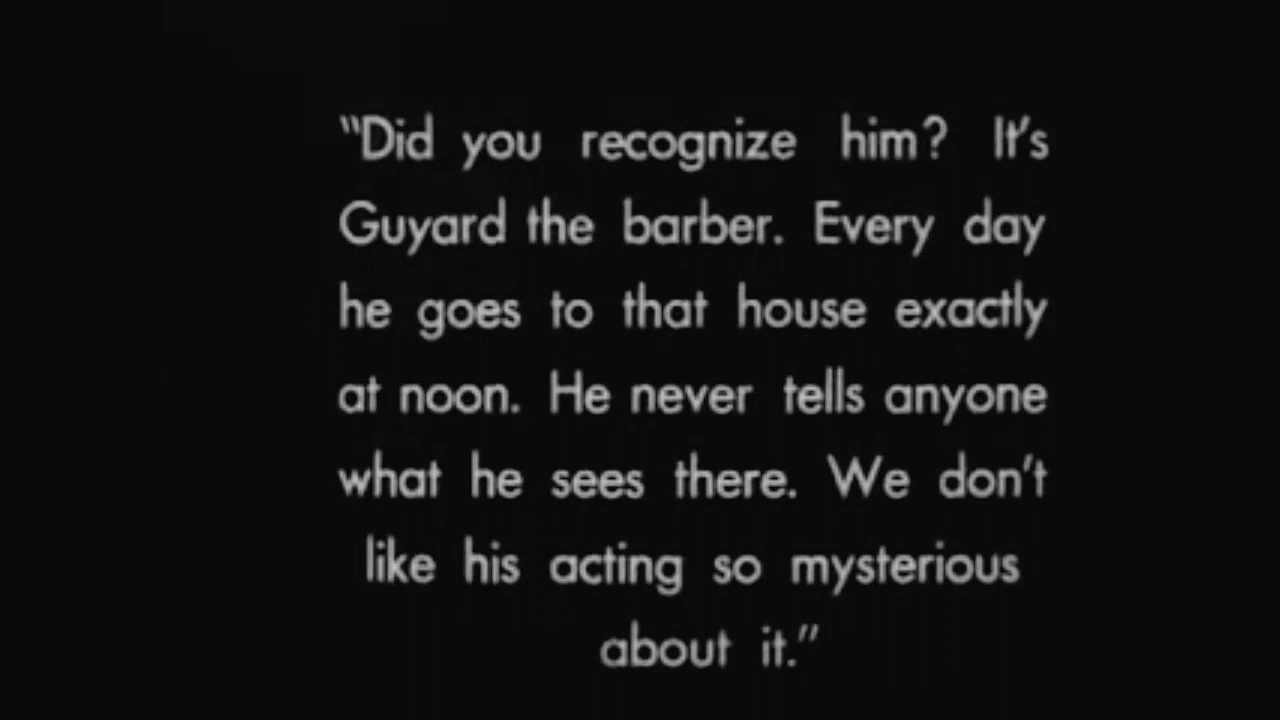 “Did you recognize him? It's
Guyard the barber. Every day
he goes to that house exactly
at noon. He never tells anyone
what he sees there. We don't
like his acting so mysterious
about it.”